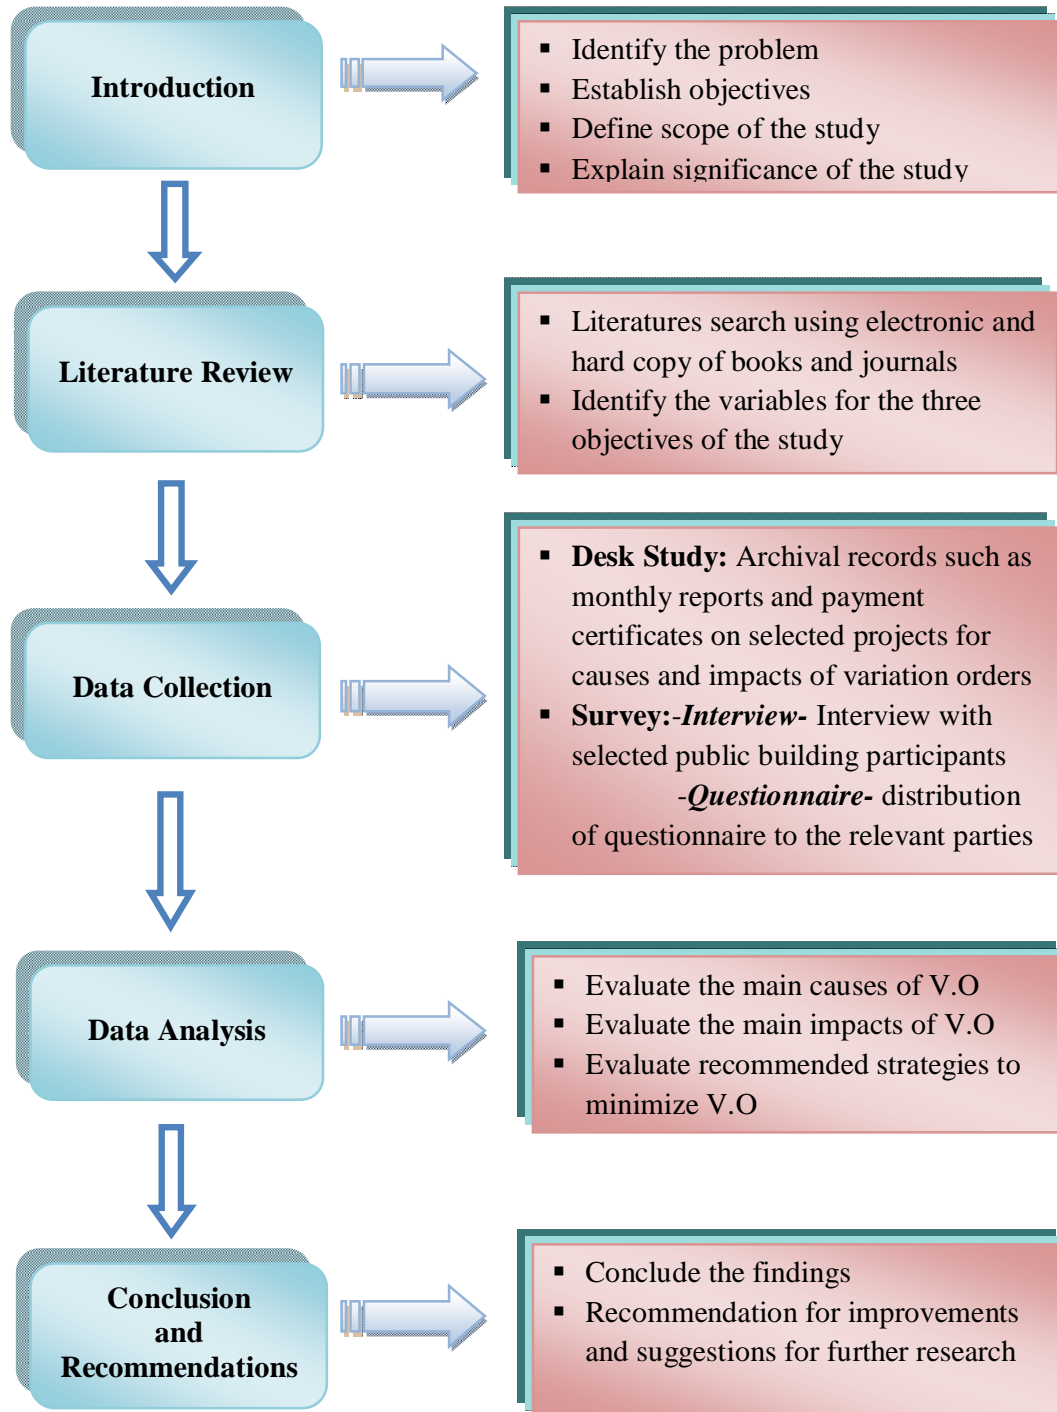 Introduction
▪ Identify the problem
▪ Establish objectives
▪ Define scope of the study
▪ Explain significance of the study
Literature Review
▪ Literatures search using electronic and
hard copy of books and journals
▪ Identify the variables for the three
objectives of the study
Data Collection
▪ Desk Study: Archival records such as
monthly reports and payment
certificates on selected projects for
causes and impacts of variation orders
▪ Survey:-Interview- Interview with
selected public building participants
-Questionnaire- distribution
of questionnaire to the relevant parties
Data Analysis
▪ Evaluate the main causes of V.O
▪ Evaluate the main impacts of V.O
▪ Evaluate recommended strategies to
minimize V.O
Conclusion
and
Recommendations
▪ Conclude the findings
▪ Recommendation for improvements
and suggestions for further research